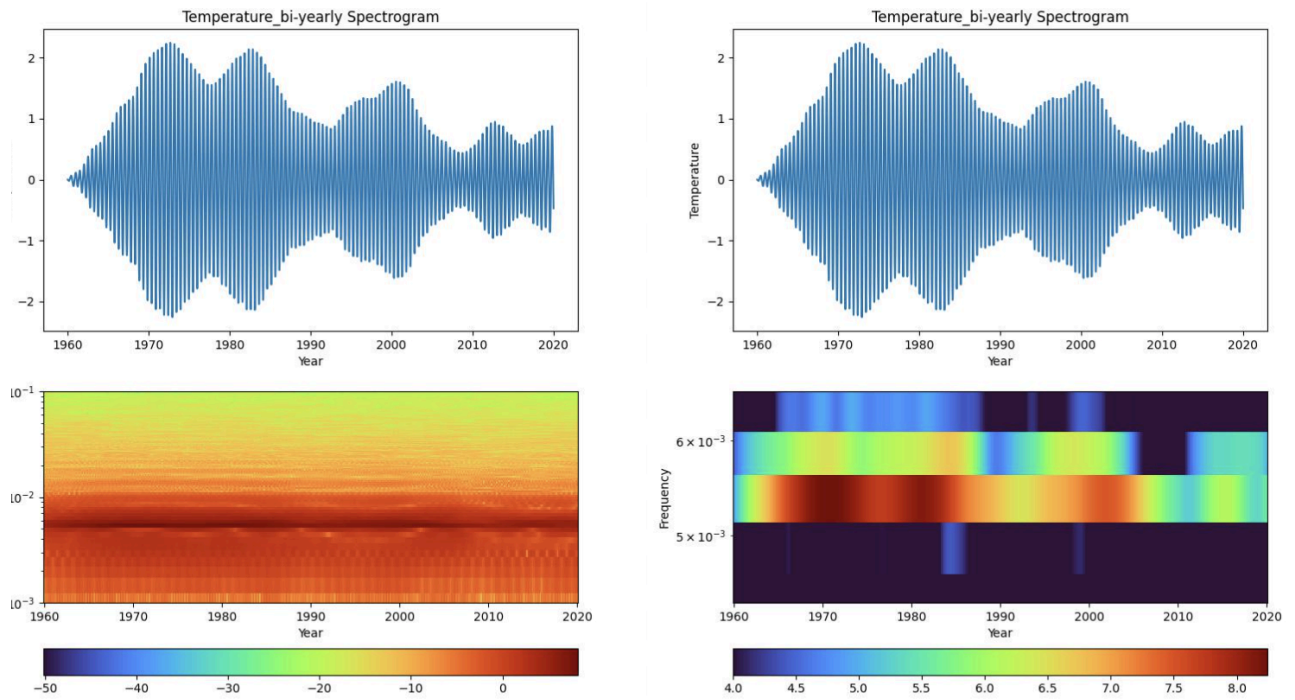 Temperature_bi-yearly Spectrogram
2
1
0
−1
−2
1960 1970 1980 1990 2000 2010 2020
Year
Temperature_bi-yearly Spectrogram
Temperature
2
1
0
−1
−2
1960 1970 1980 1990 2000 2010 2020
Year
10⁻¹
10⁻²
10⁻³
1960 1970 1980 1990 2000 2010 2020
Year
−50 −40 −30 −20 −10 0
Frequency
6 × 10⁻³
5 × 10⁻³
1960 1970 1980 1990 2000 2010 2020
Year
4.0 4.5 5.0 5.5 6.0 6.5 7.0 7.5 8.0